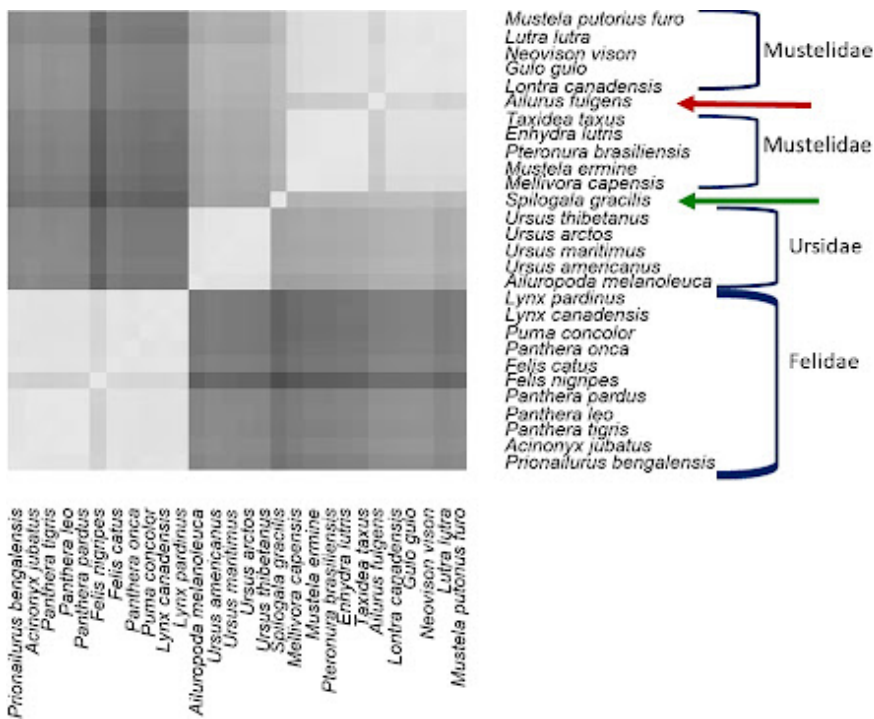 Mustela putorius furo
Lutra lutra
Neovison vison
Gulo gulo
Lontra canadensis
Ailurus fulgens
Taxidea taxus
Enhydra lutris
Pteronura brasiliensis
Mustela ermine
Mellivora capensis
Spilogala gracilis
Ursus thibetanus
Ursus arctos
Ursus maritimus
Ursus americanus
Ailuropoda melanoleuca
Lynx pardinus
Lynx canadensis
Puma concolor
Panthera onca
Felis catus
Felis nigripes
Panthera pardus
Panthera leo
Panthera tigris
Acinonyx jubatus
Prionailurus bengalensis
Mustelidae
Mustelidae
Ursidae
Felidae
Prionailurus bengalensis
Acinonyx jubatus
Panthera tigris
Panthera leo
Panthera pardus
Felis nigripes
Felis catus
Panthera onca
Puma concolor
Lynx canadensis
Lynx pardinus
Ailuropoda melanoleuca
Ursus americanus
Ursus maritimus
Ursus arctos
Ursus thibetanus
Spilogala gracilis
Mellivora capensis
Mustela ermine
Pteronura brasiliensis
Enhydra lutris
Taxidea taxus
Ailurus fulgens
Lontra canadensis
Gulo gulo
Neovison vison
Lutra lutra
Mustela putorius furo